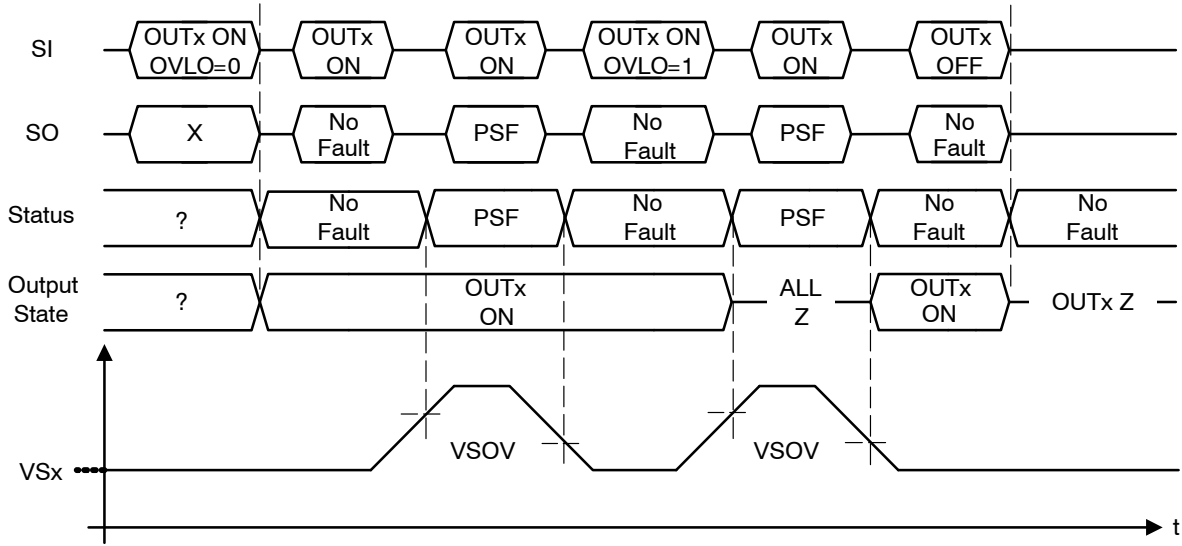 SI
OUTx ON
OVLO=0
OUTx
ON
OUTx
ON
OUTx ON
OVLO=1
OUTx
ON
OUTx
OFF
SO
X
No
Fault
PSF
No
Fault
PSF
No
Fault
Status
?
No
Fault
PSF
No
Fault
PSF
No
Fault
No
Fault
Output
State
?
OUTx
ON
ALL
Z
OUTx
ON
OUTx Z
VSx
VSOV
VSOV
t